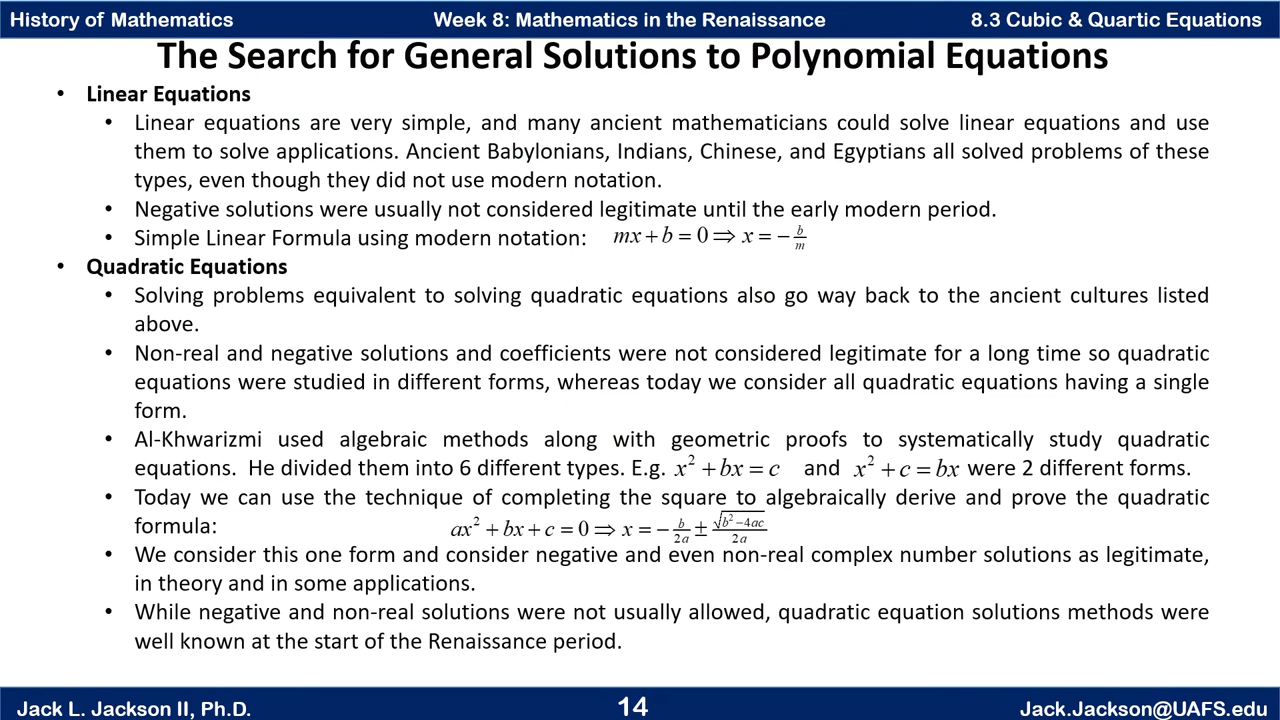 History of Mathematics Week 8: Mathematics in the Renaissance 8.3 Cubic & Quartic Equations
The Search for General Solutions to Polynomial Equations
• Linear Equations
• Linear equations are very simple, and many ancient mathematicians could solve linear equations and use
them to solve applications. Ancient Babylonians, Indians, Chinese, and Egyptians all solved problems of these
types, even though they did not use modern notation.
• Negative solutions were usually not considered legitimate until the early modern period.
• Simple Linear Formula using modern notation: mx + b = 0 ⇒ x = −b/m
• Quadratic Equations
• Solving problems equivalent to solving quadratic equations also go way back to the ancient cultures listed
above.
• Non-real and negative solutions and coefficients were not considered legitimate for a long time so quadratic
equations were studied in different forms, whereas today we consider all quadratic equations having a single
form.
• Al-Khwarizmi used algebraic methods along with geometric proofs to systematically study quadratic
equations. He divided them into 6 different types. E.g. x² + bx = c and x² + c = bx were 2 different forms.
• Today we can use the technique of completing the square to algebraically derive and prove the quadratic
formula: ax² + bx + c = 0 ⇒ x = −b/2a ± √(b²−4ac)/2a
• We consider this one form and consider negative and even non-real complex number solutions as legitimate,
in theory and in some applications.
• While negative and non-real solutions were not usually allowed, quadratic equation solutions methods were
well known at the start of the Renaissance period.
Jack L. Jackson II, Ph.D. 14 Jack.Jackson@UAFS.edu